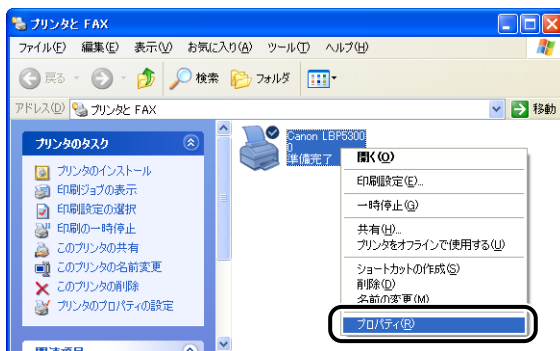 プリンタと FAX
ファイル(F) 編集(E) 表示(V) お気に入り(A) ツール(T) ヘルプ(H)
戻る 検索 フォルダ
アドレス(D) プリンタと FAX 移動
プリンタのタスク
プリンタのインストール
印刷ジョブの表示
印刷設定の選択
印刷の一時停止
このプリンタの共有
このプリンタの名前変更
このプリンタの削除
プリンタのプロパティの設定
関連項目
Canon LBP5300
0
準備完了
開く(O)
印刷設定(E)...
一時停止(G)
共有(H)...
プリンタをオフラインで使用する(U)
ショートカットの作成(S)
削除(D)
名前の変更(M)
プロパティ(R)